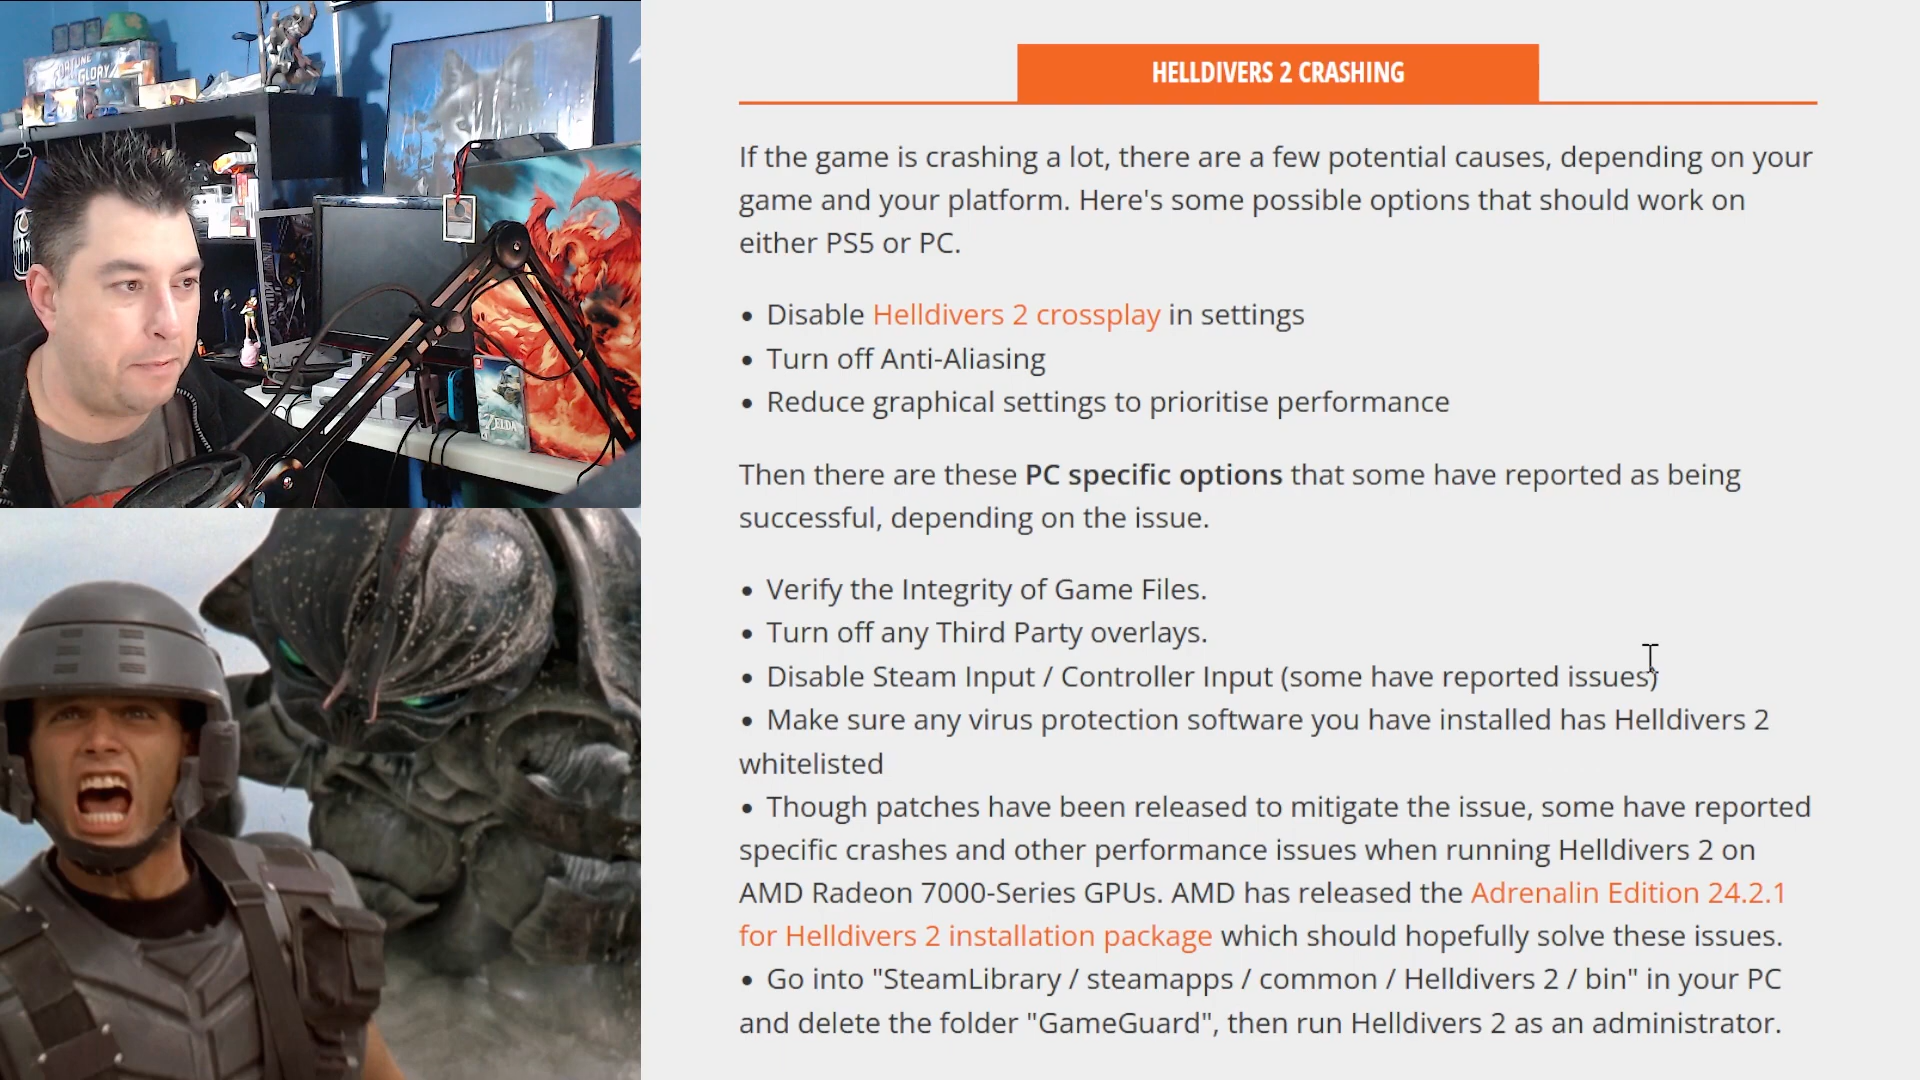 FORTUNE
GLORY
ZELDA
HELLDIVERS 2 CRASHING
If the game is crashing a lot, there are a few potential causes, depending on your
game and your platform. Here's some possible options that should work on
either PS5 or PC.
• Disable Helldivers 2 crossplay in settings
• Turn off Anti-Aliasing
• Reduce graphical settings to prioritise performance
Then there are these PC specific options that some have reported as being
successful, depending on the issue.
• Verify the Integrity of Game Files.
• Turn off any Third Party overlays.
• Disable Steam Input / Controller Input (some have reported issues)
• Make sure any virus protection software you have installed has Helldivers 2
whitelisted
• Though patches have been released to mitigate the issue, some have reported
specific crashes and other performance issues when running Helldivers 2 on
AMD Radeon 7000-Series GPUs. AMD has released the Adrenalin Edition 24.2.1
for Helldivers 2 installation package which should hopefully solve these issues.
• Go into "SteamLibrary / steamapps / common / Helldivers 2 / bin" in your PC
and delete the folder "GameGuard", then run Helldivers 2 as an administrator.